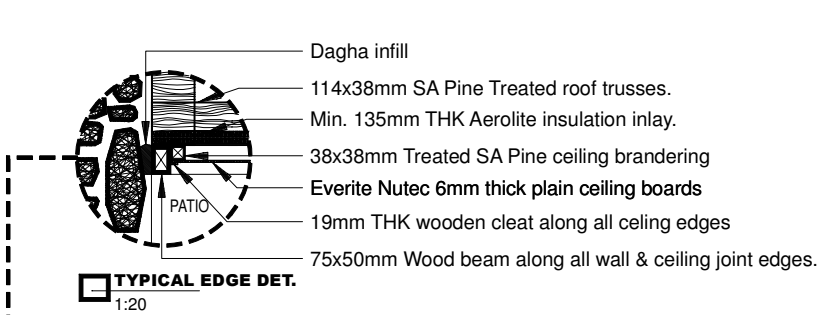 Dagha infill
114x38mm SA Pine Treated roof trusses.
Min. 135mm THK Aerolite insulation inlay.
38x38mm Treated SA Pine ceiling brandering
Everite Nutec 6mm thick plain ceiling boards
19mm THK wooden cleat along all celing edges
75x50mm Wood beam along all wall & ceiling joint edges.
PATIO
TYPICAL EDGE DET.
1:20